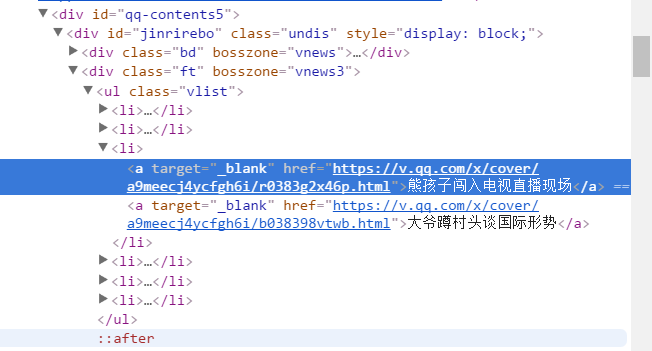 ▼<div id="qq-contents5">
▼<div id="jinrirebo" class="undis" style="display: block;">
▶<div class="bd" bosszone="vnews">…</div>
▼<div class="ft" bosszone="vnews3">
▼<ul class="vlist">
▶<li>…</li>
▶<li>…</li>
▼<li>
<a target="_blank" href="https://v.qq.com/x/cover/
a9meecj4ycfgh6i/r0383g2x46p.html">熊孩子闯入电视直播现场</a> ==
<a target="_blank" href="https://v.qq.com/x/cover/
a9meecj4ycfgh6i/b038398vtwb.html">大爷蹲村头谈国际形势</a>
</li>
▶<li>…</li>
▶<li>…</li>
▶<li>…</li>
</ul>
::after